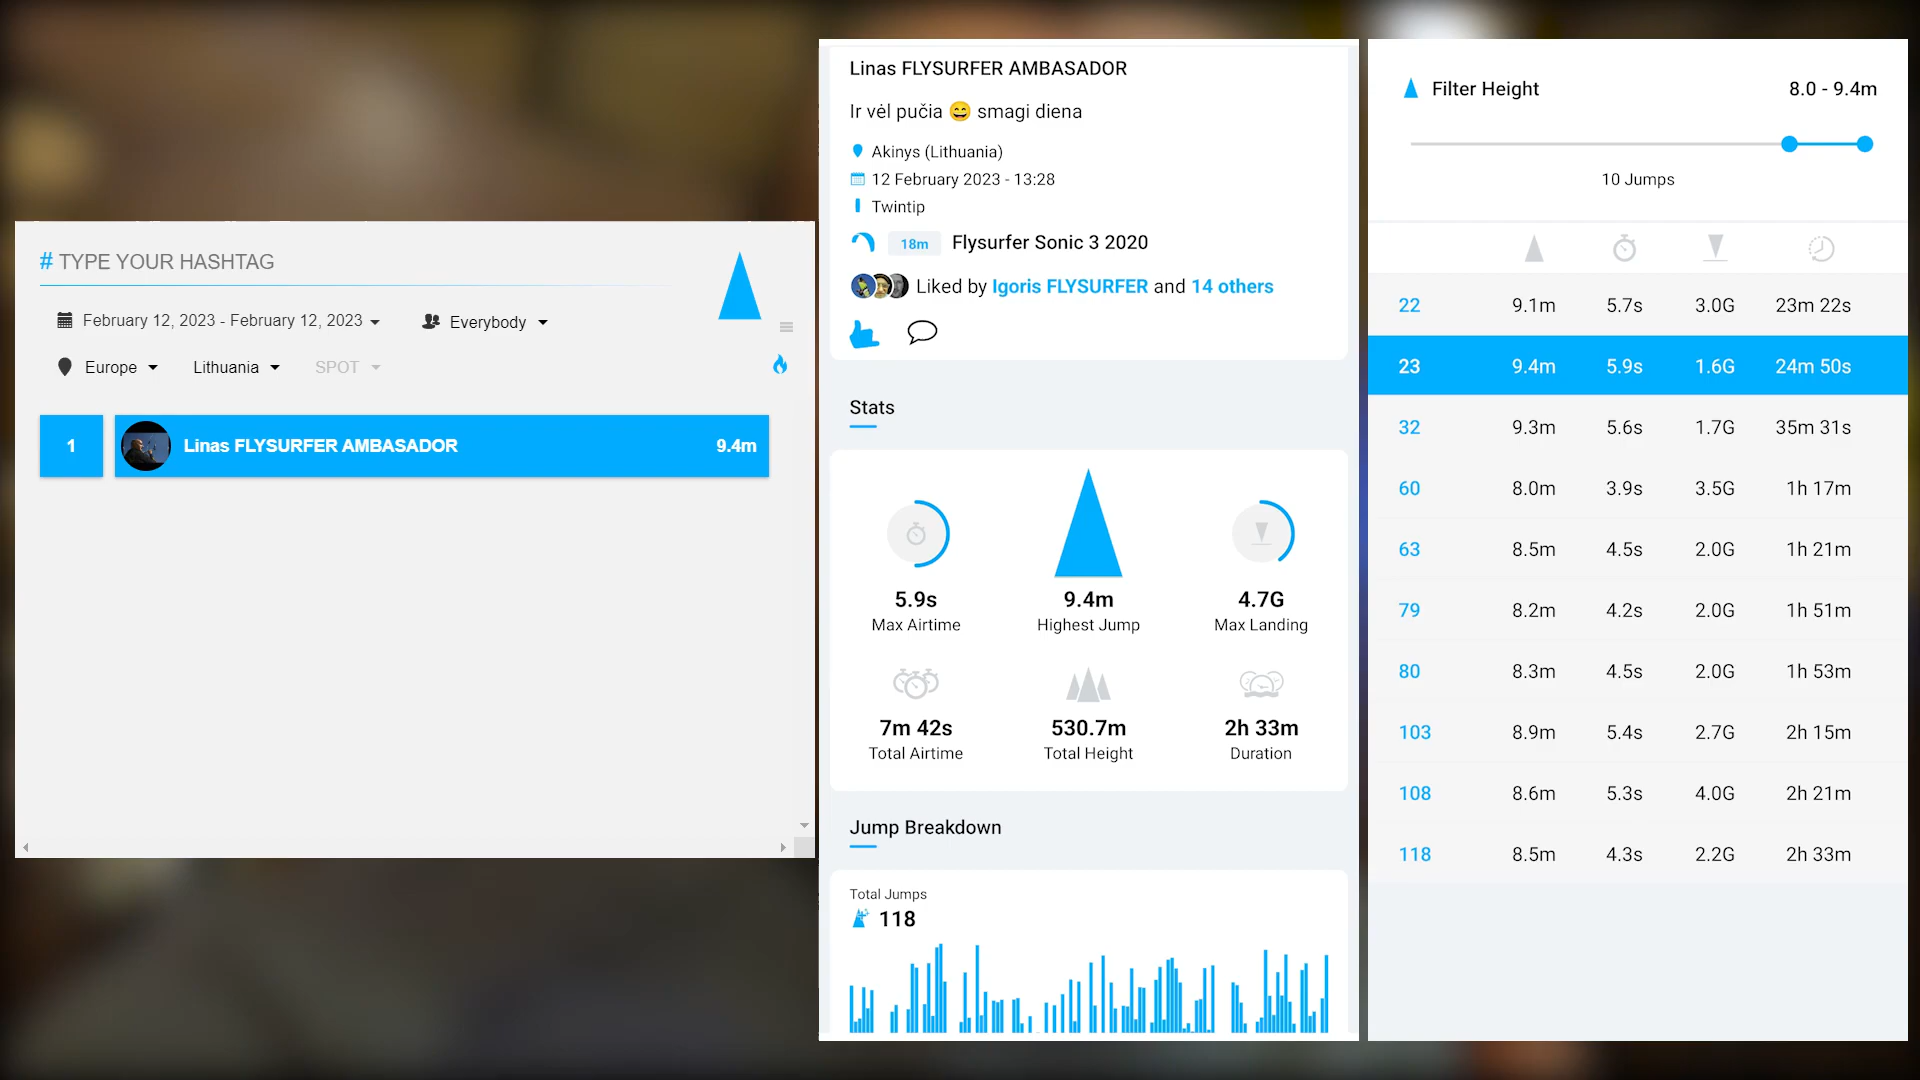 # TYPE YOUR HASHTAG
February 12, 2023 - February 12, 2023
Everybody
Europe
Lithuania
SPOT
1
Linas FLYSURFER AMBASADOR
9.4m
Linas FLYSURFER AMBASADOR
Ir vėl pučia 😄 smagi diena
Akinys (Lithuania)
12 February 2023 - 13:28
Twintip
18m Flysurfer Sonic 3 2020
Liked by Igoris FLYSURFER and 14 others
Stats
5.9s
Max Airtime
9.4m
Highest Jump
4.7G
Max Landing
7m 42s
Total Airtime
530.7m
Total Height
2h 33m
Duration
Jump Breakdown
Total Jumps
118
Filter Height 8.0 - 9.4m
10 Jumps
22 9.1m 5.7s 3.0G 23m 22s
23 9.4m 5.9s 1.6G 24m 50s
32 9.3m 5.6s 1.7G 35m 31s
60 8.0m 3.9s 3.5G 1h 17m
63 8.5m 4.5s 2.0G 1h 21m
79 8.2m 4.2s 2.0G 1h 51m
80 8.3m 4.5s 2.0G 1h 53m
103 8.9m 5.4s 2.7G 2h 15m
108 8.6m 5.3s 4.0G 2h 21m
118 8.5m 4.3s 2.2G 2h 33m